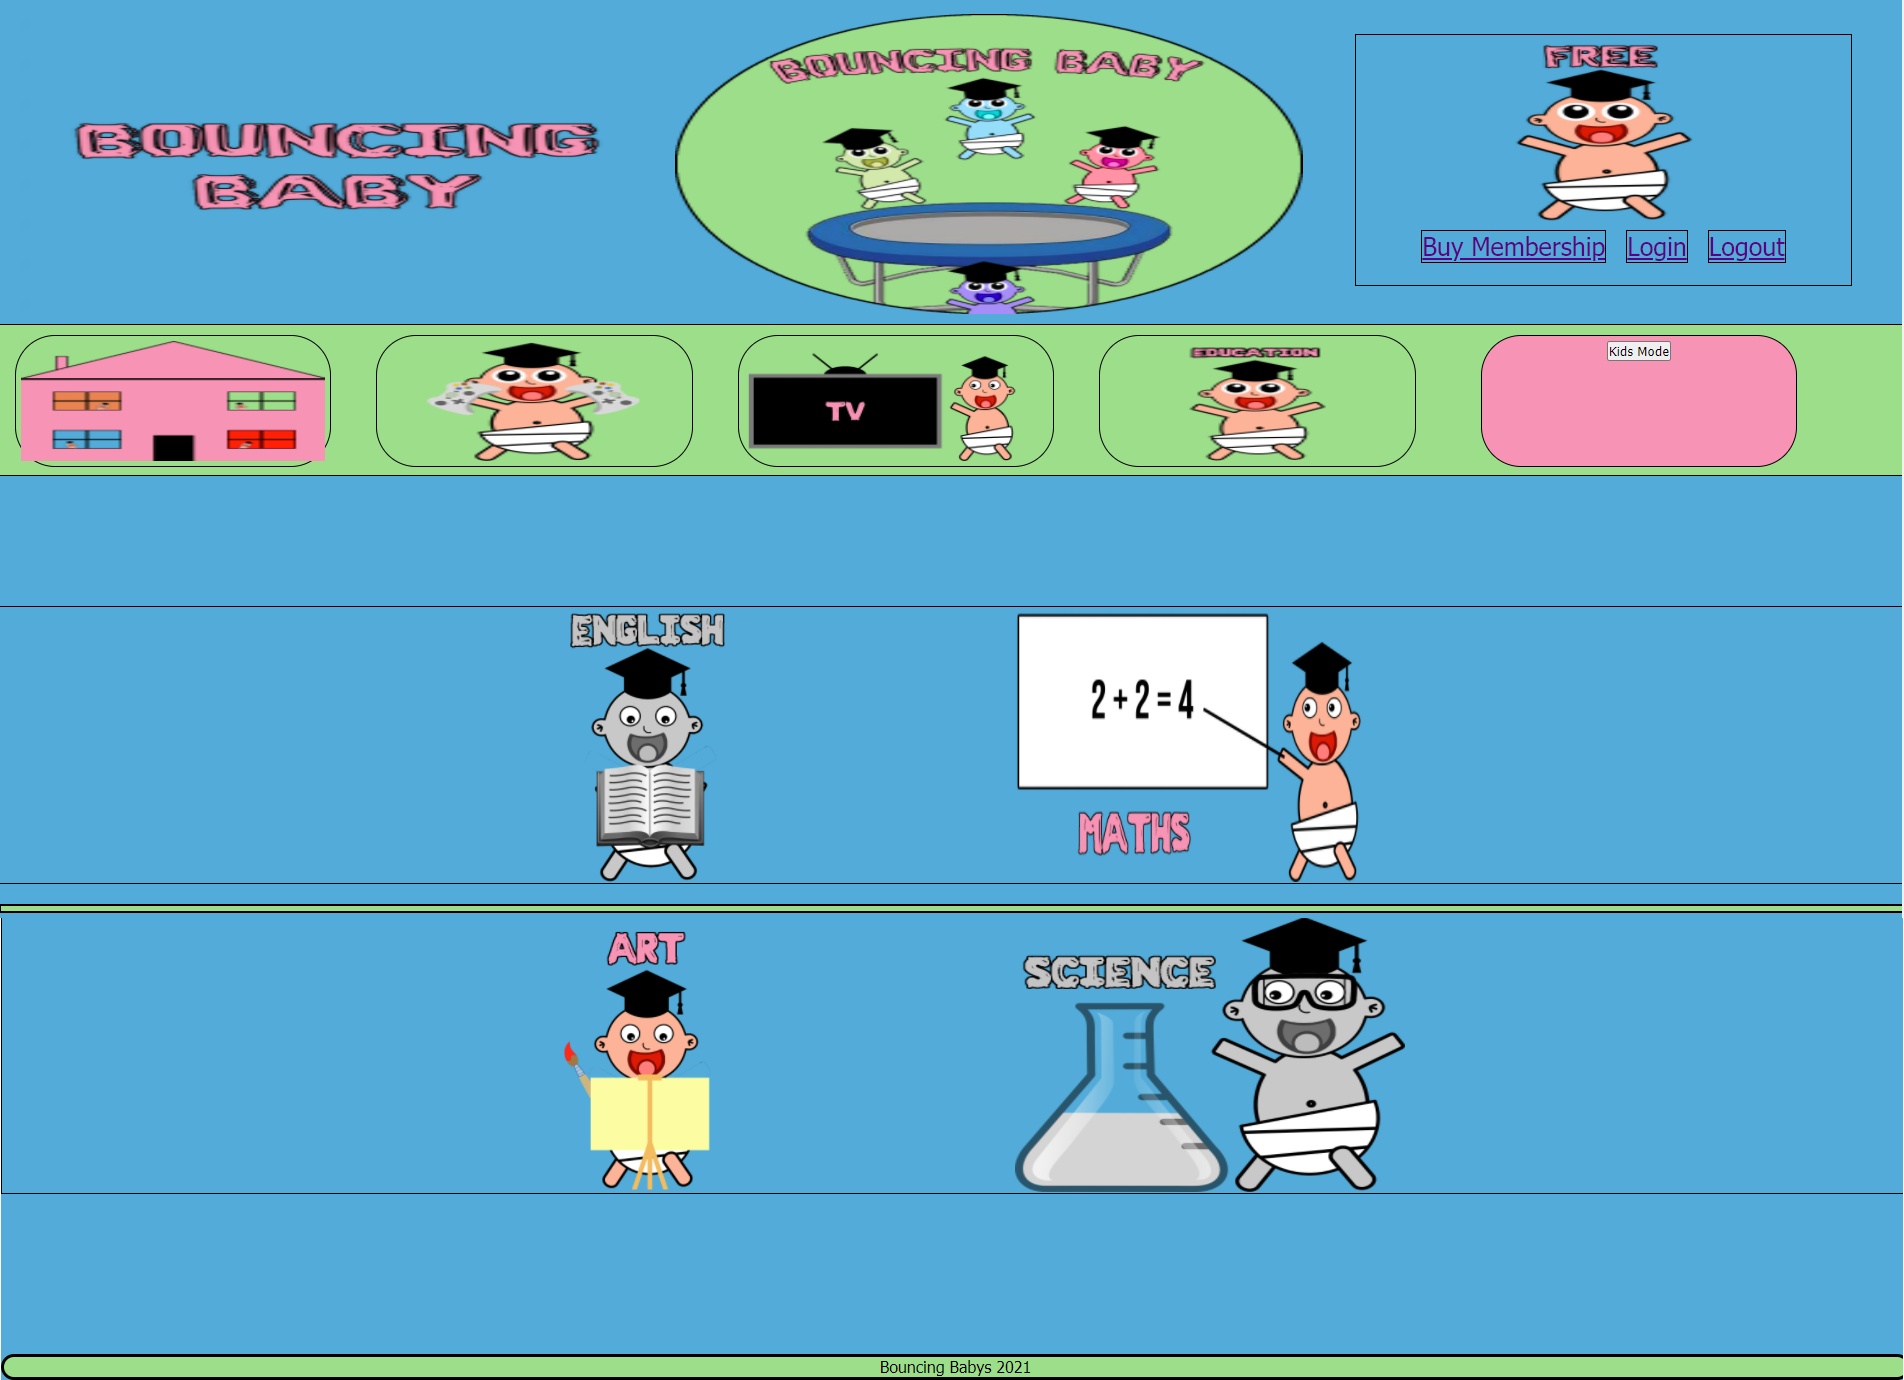 BOUNCING
BABY
BOUNCING BABY
FREE
Buy Membership Login Logout
TV
EDUCATION
Kids Mode
ENGLISH
2+2=4
MATHS
ART
SCIENCE
Bouncing Babys 2021